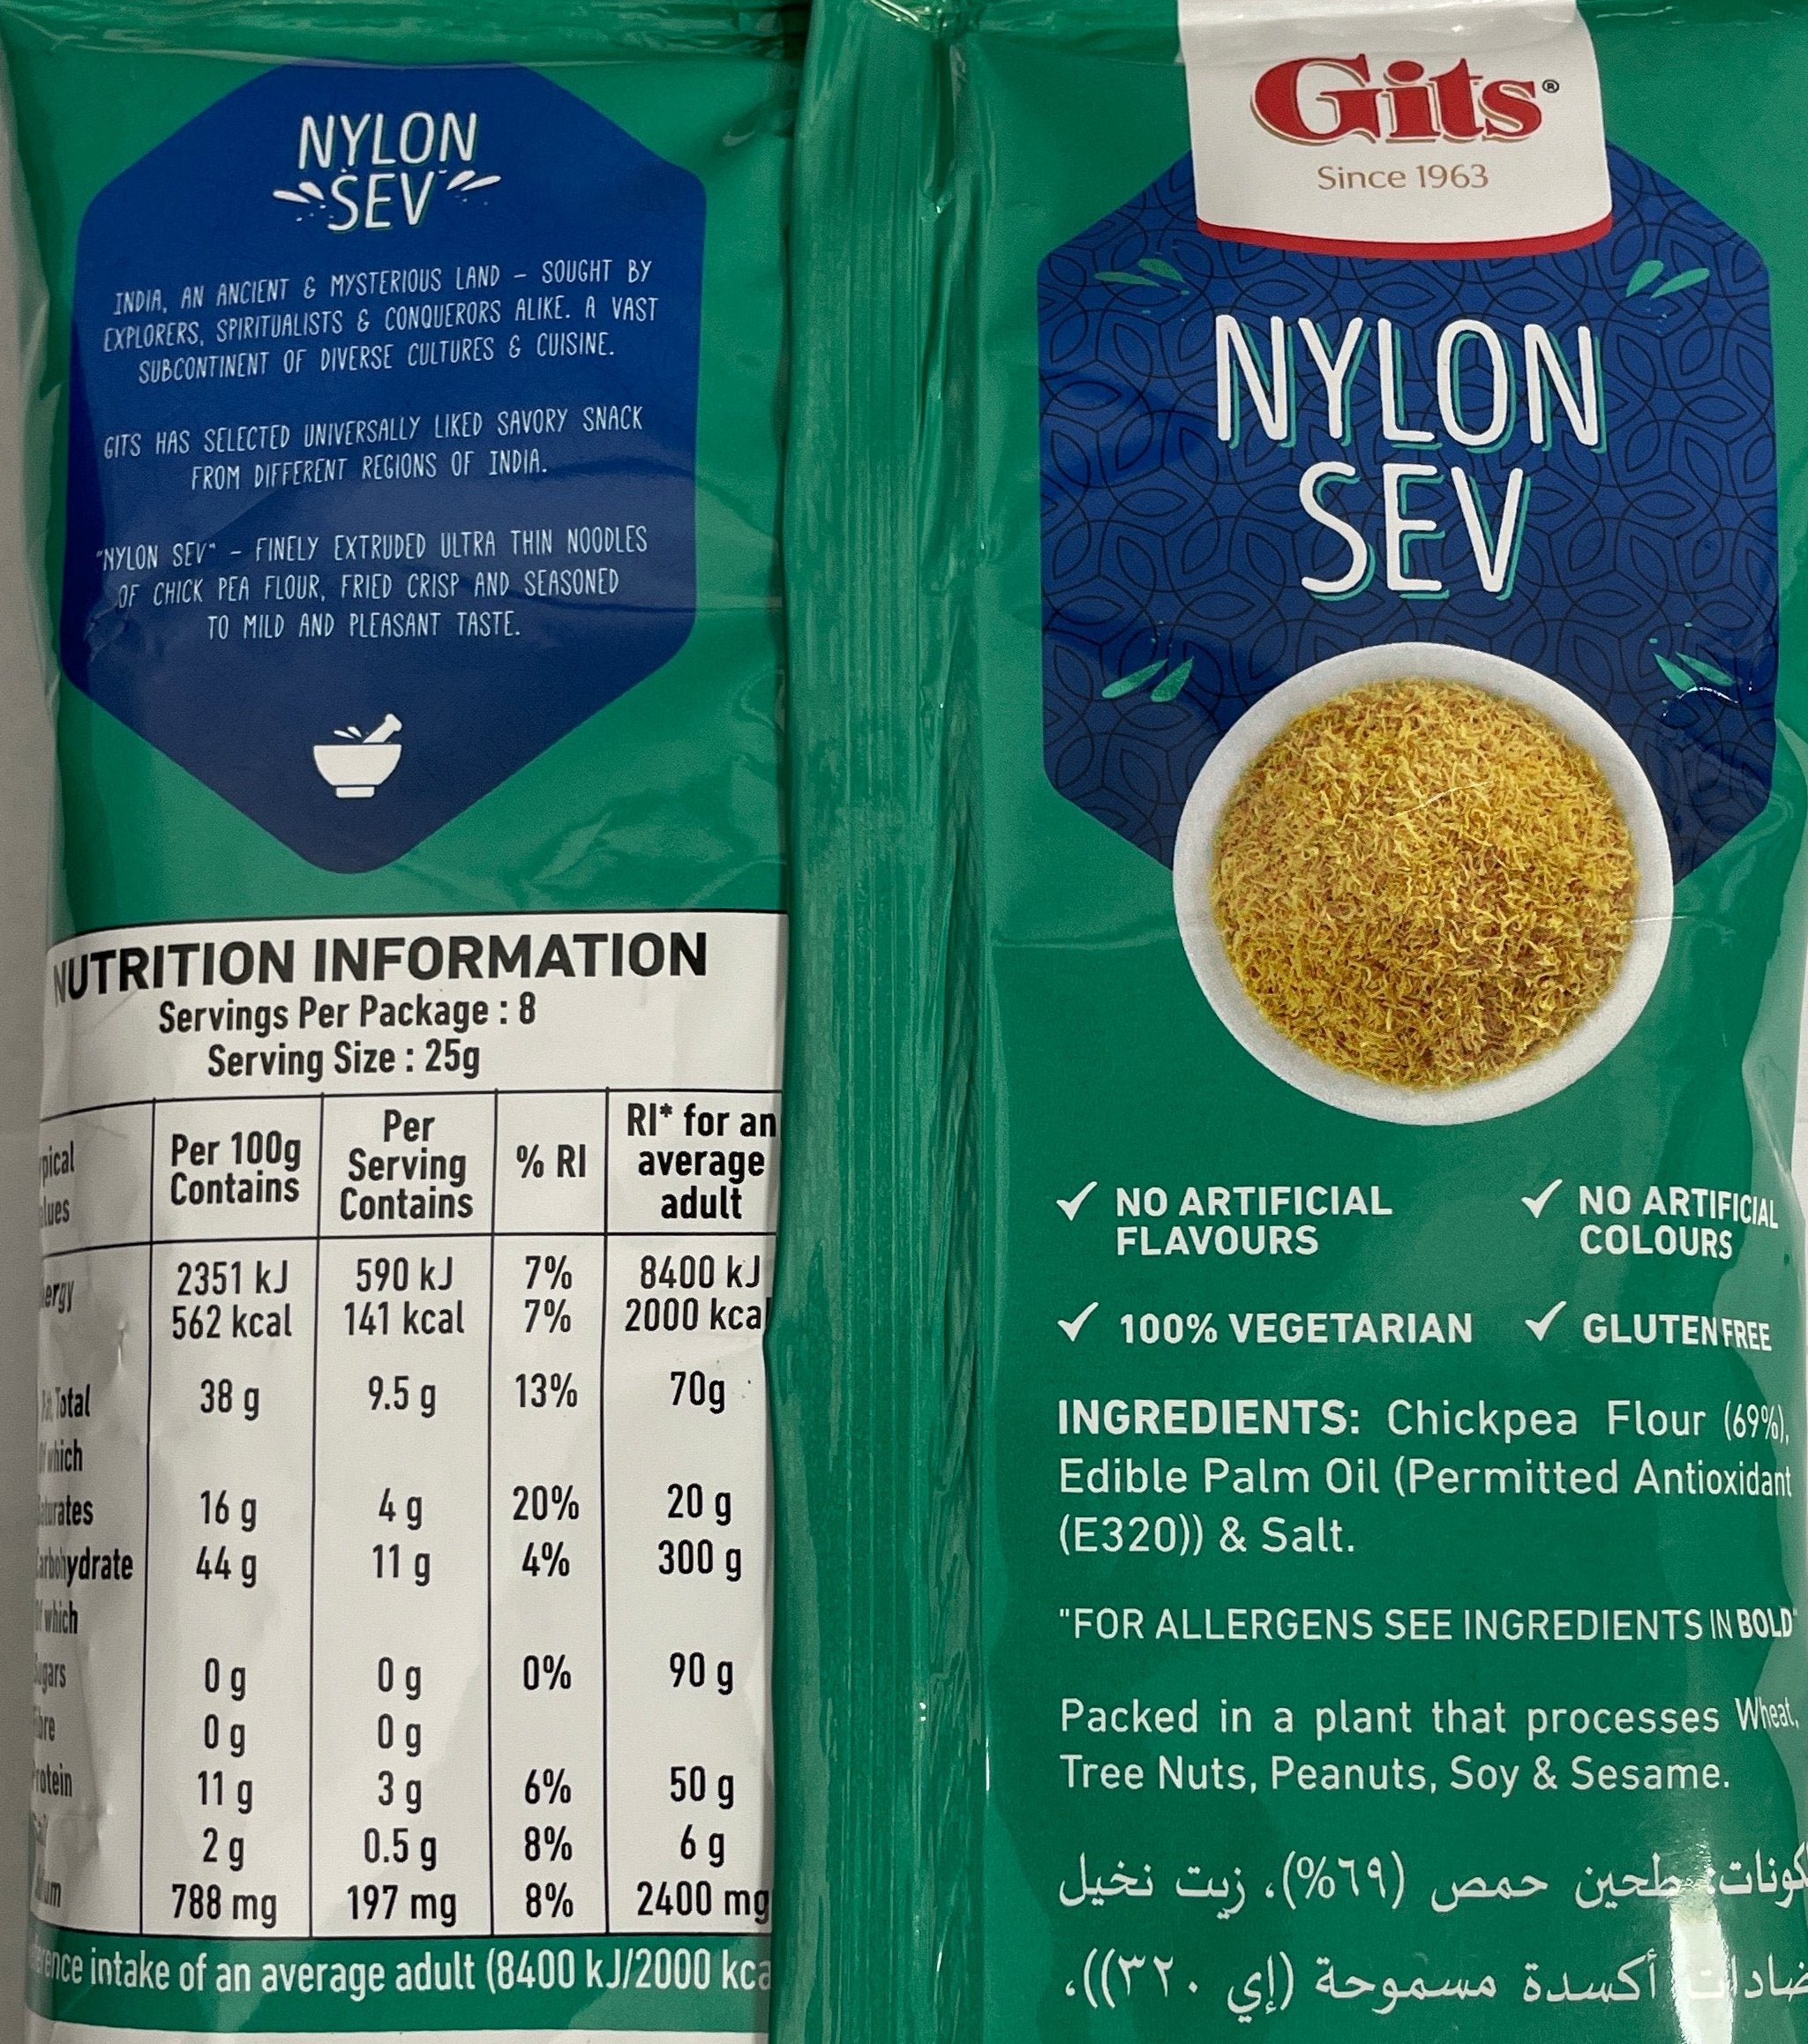 NYLON
SEV
INDIA, AN ANCIENT & MYSTERIOUS LAND – SOUGHT BY
EXPLORERS, SPIRITUALISTS & CONQUERORS ALIKE. A VAST
SUBCONTINENT OF DIVERSE CULTURES & CUISINE.
GITS HAS SELECTED UNIVERSALLY LIKED SAVORY SNACK
FROM DIFFERENT REGIONS OF INDIA.
"NYLON SEV" – FINELY EXTRUDED ULTRA THIN NOODLES
OF CHICK PEA FLOUR, FRIED CRISP AND SEASONED
TO MILD AND PLEASANT TASTE.
NUTRITION INFORMATION
Servings Per Package : 8
Serving Size : 25g
Per 100g Contains Per Serving Contains % RI RI* for an average adult
2351 kJ 590 kJ 7% 8400 kJ
562 kcal 141 kcal 7% 2000 kcal
Total 38 g 9.5 g 13% 70g
which
16 g 4 g 20% 20 g
44 g 11 g 4% 300 g
which
0 g 0 g 0% 90 g
0 g 0 g
11 g 3 g 6% 50 g
2 g 0.5 g 8% 6 g
788 mg 197 mg 8% 2400 mg
intake of an average adult (8400 kJ/2000 kca
Gits®
Since 1963
NYLON
SEV
✓ NO ARTIFICIAL FLAVOURS
✓ NO ARTIFICIAL COLOURS
✓ 100% VEGETARIAN ✓ GLUTEN FREE
INGREDIENTS: Chickpea Flour (69%),
Edible Palm Oil (Permitted Antioxidant
(E320)) & Salt.
"FOR ALLERGENS SEE INGREDIENTS IN BOLD"
Packed in a plant that processes Wheat,
Tree Nuts, Peanuts, Soy & Sesame.
كونات: طحين حمص (٦٩%)، زيت نخيل
أكسدة مسموحة (إي ٣٢٠))،